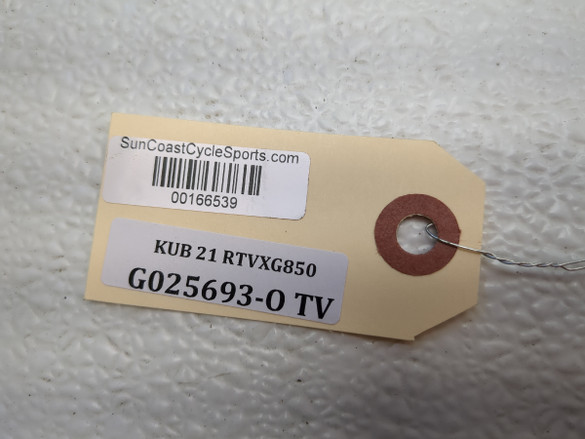 SunCoastCycleSports.com
00166539
KUB 21 RTVXG850
G025693-O TV